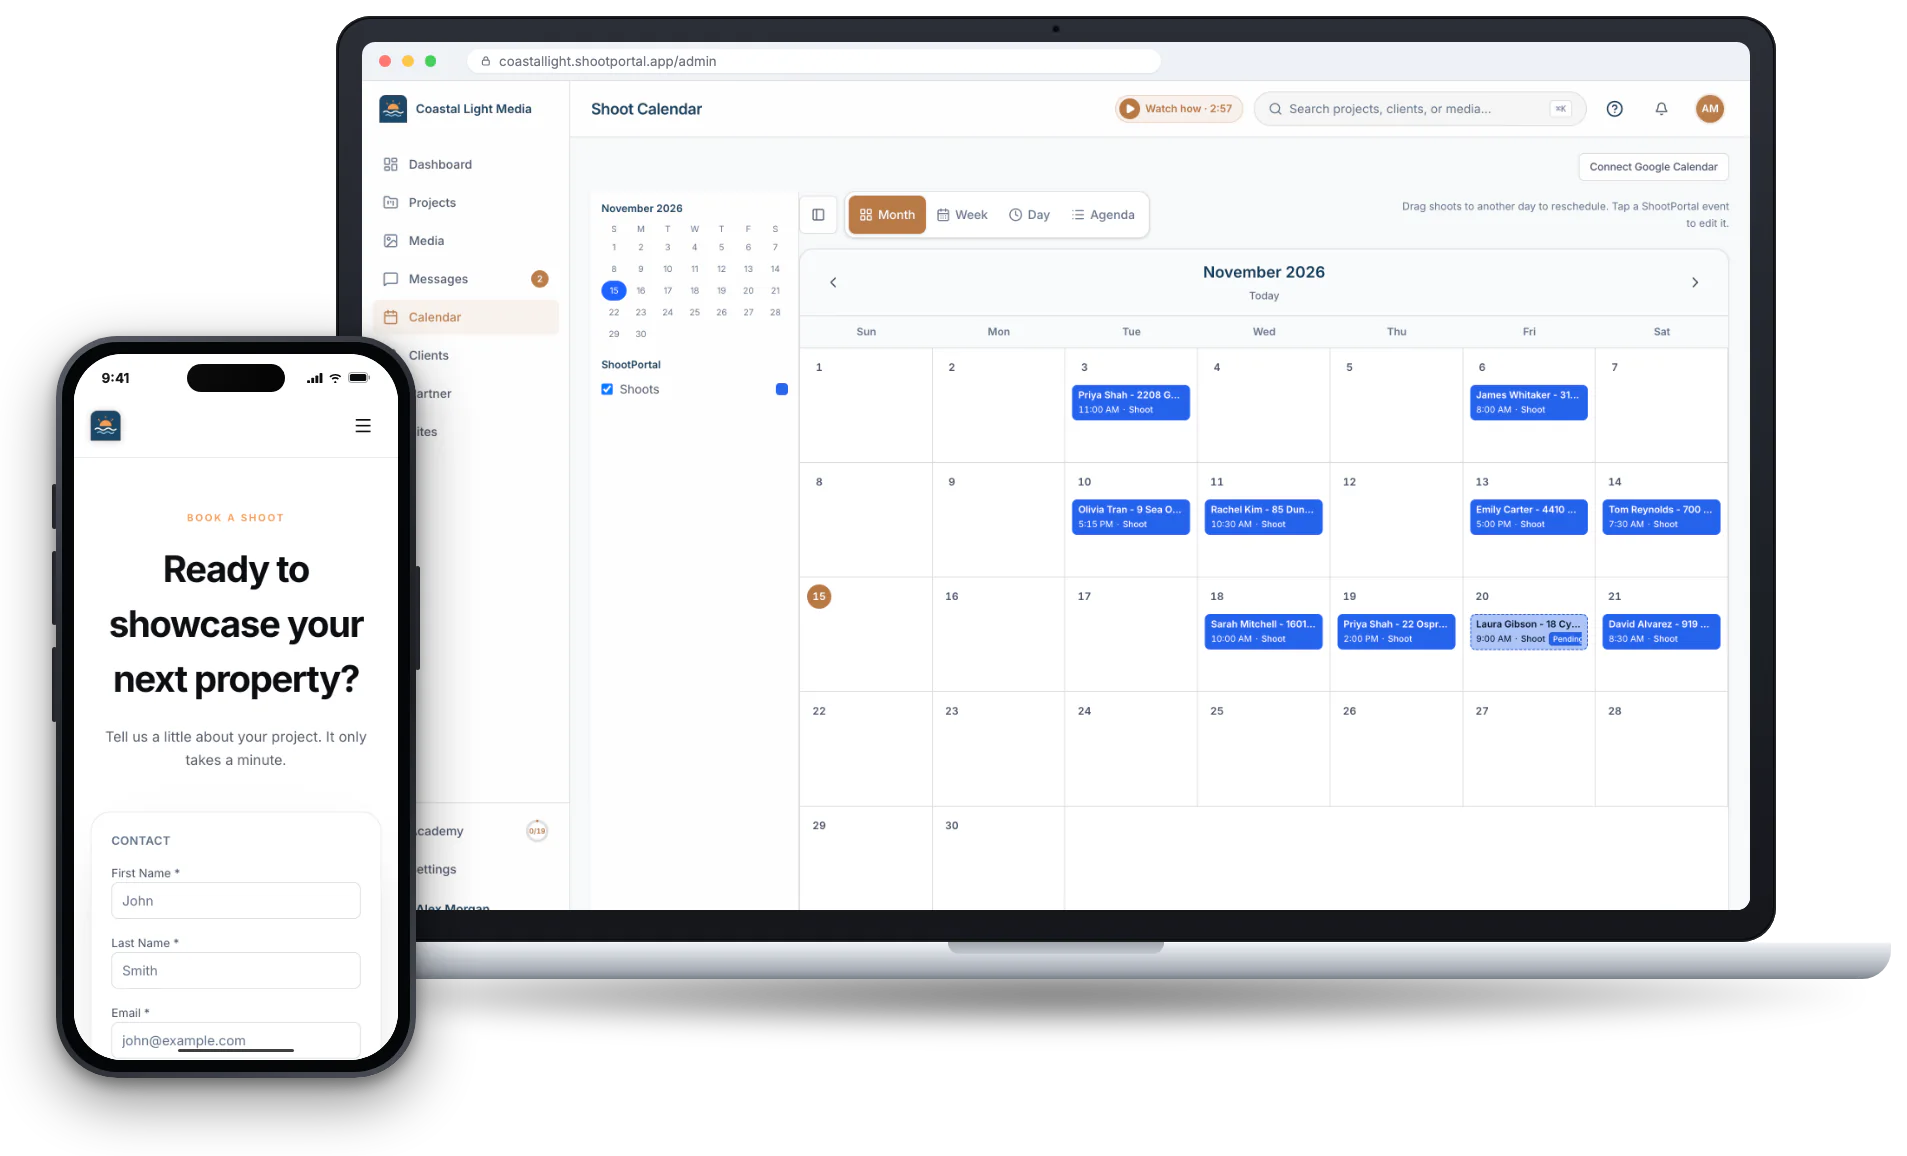 coastallight.shootportal.app/admin
Coastal Light Media
Shoot Calendar
Watch how · 2:57
Search projects, clients, or media...
⌘K
AM
Dashboard
Projects
Media
Messages
2
Calendar
Clients
artner
ites
cademy
0/19
ettings
Alex Morgan
Connect Google Calendar
Drag shoots to another day to reschedule. Tap a ShootPortal event
to edit it.
November 2026
S M T W T F S
1 2 3 4 5 6 7
8 9 10 11 12 13 14
15 16 17 18 19 20 21
22 23 24 25 26 27 28
29 30
ShootPortal
Shoots
Month
Week
Day
Agenda
November 2026
Today
Sun Mon Tue Wed Thu Fri Sat
1 2 3 4 5 6 7
Priya Shah - 2208 G...
11:00 AM · Shoot
James Whitaker - 31...
8:00 AM · Shoot
8 9 10 11 12 13 14
Olivia Tran - 9 Sea O...
5:15 PM · Shoot
Rachel Kim - 85 Dun...
10:30 AM · Shoot
Emily Carter - 4410 ...
5:00 PM · Shoot
Tom Reynolds - 700 ...
7:30 AM · Shoot
15 16 17 18 19 20 21
Sarah Mitchell - 1601...
10:00 AM · Shoot
Priya Shah - 22 Ospr...
2:00 PM · Shoot
Laura Gibson - 18 Cy...
9:00 AM · Shoot Pending
David Alvarez - 919 ...
8:30 AM · Shoot
22 23 24 25 26 27 28
29 30
9:41
BOOK A SHOOT
Ready to
showcase your
next property?
Tell us a little about your project. It only
takes a minute.
CONTACT
First Name *
John
Last Name *
Smith
Email *
john@example.com